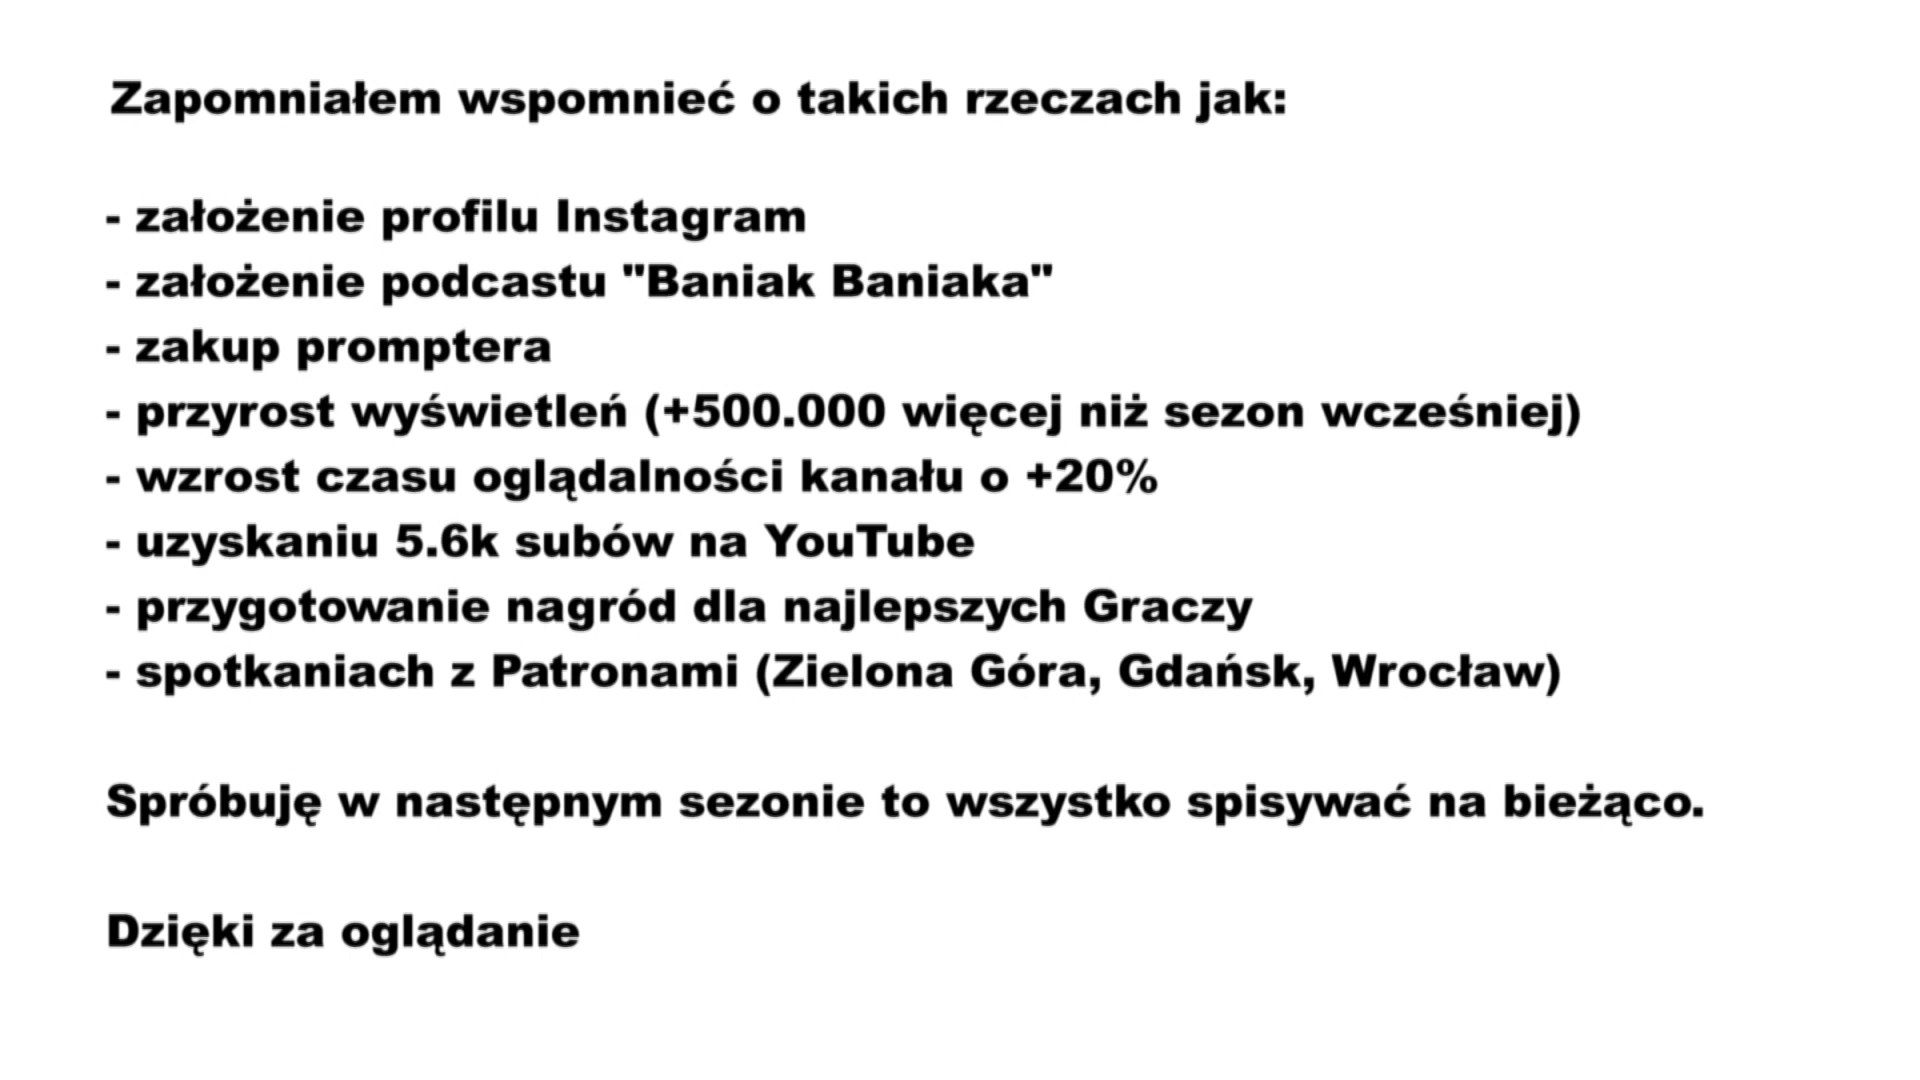 Zapomniałem wspomnieć o takich rzeczach jak:
- założenie profilu Instagram
- założenie podcastu "Baniak Baniaka"
- zakup promptera
- przyrost wyświetleń (+500.000 więcej niż sezon wcześniej)
- wzrost czasu oglądalności kanału o +20%
- uzyskaniu 5.6k subów na YouTube
- przygotowanie nagród dla najlepszych Graczy
- spotkaniach z Patronami (Zielona Góra, Gdańsk, Wrocław)
Spróbuję w następnym sezonie to wszystko spisywać na bieżąco.
Dzięki za oglądanie